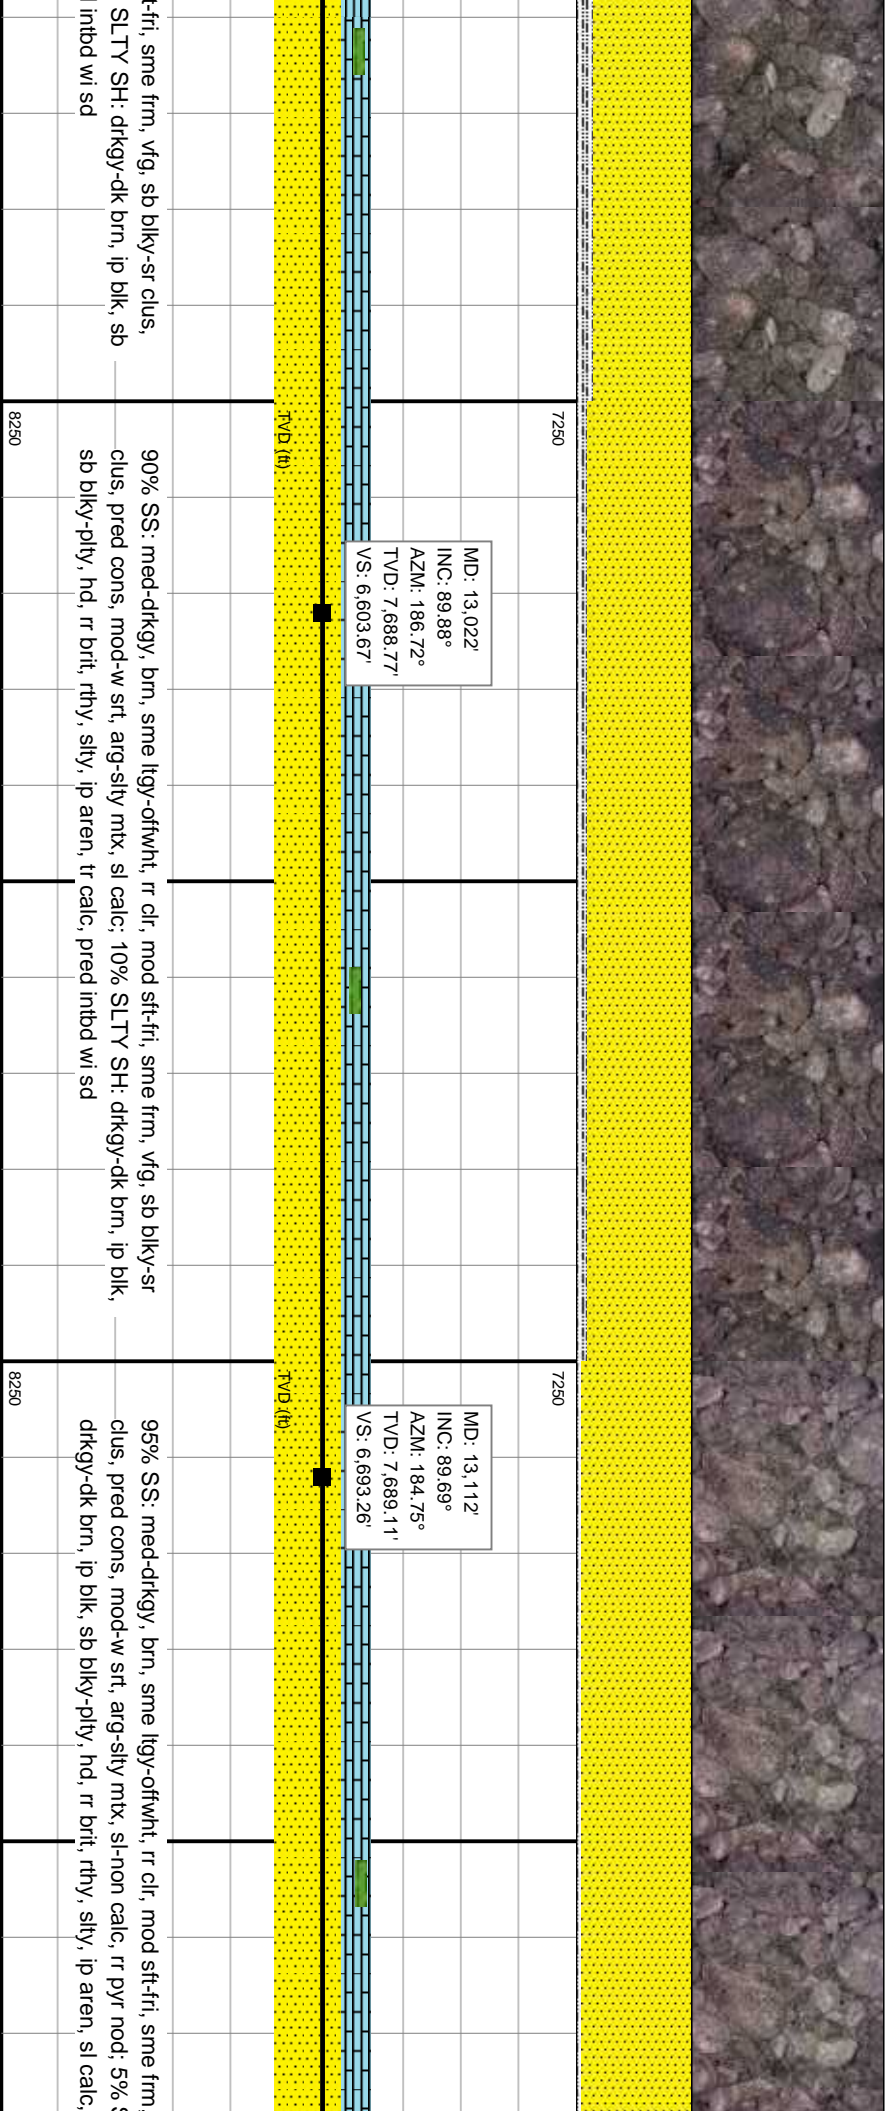 t-fri, sme frm, vfg, sb blky-sr clus,
SLTY SH: drkgy-dk brn, ip blk, sb
intbd wi sd
7250
TVD (ft)
8250
MD: 13,022'
INC: 89.88°
AZM: 186.72°
TVD: 7,688.77'
VS: 6,603.67'
90% SS: med-drkgy, brn, sme ltgy-offwht, rr clr, mod sft-fri, sme frm, vfg, sb blky-sr
clus, pred cons, mod-w srt, arg-slty mtx, sl calc; 10% SLTY SH: drkgy-dk brn, ip blk,
sb blky-plty, hd, rr brit, rthy, slty, ip aren, tr calc, pred intbd wi sd
7250
TVD (ft)
8250
MD: 13,112'
INC: 89.69°
AZM: 184.75°
TVD: 7,689.11'
VS: 6,693.26'
95% SS: med-drkgy, brn, sme ltgy-offwht, rr clr, mod sft-fri, sme frm,
clus, pred cons, mod-w srt, arg-slty mtx, sl-non calc, rr pyr nod; 5%
drkgy-dk brn, ip blk, sb blky-plty, hd, rr brit, rthy, slty, ip aren, sl calc,